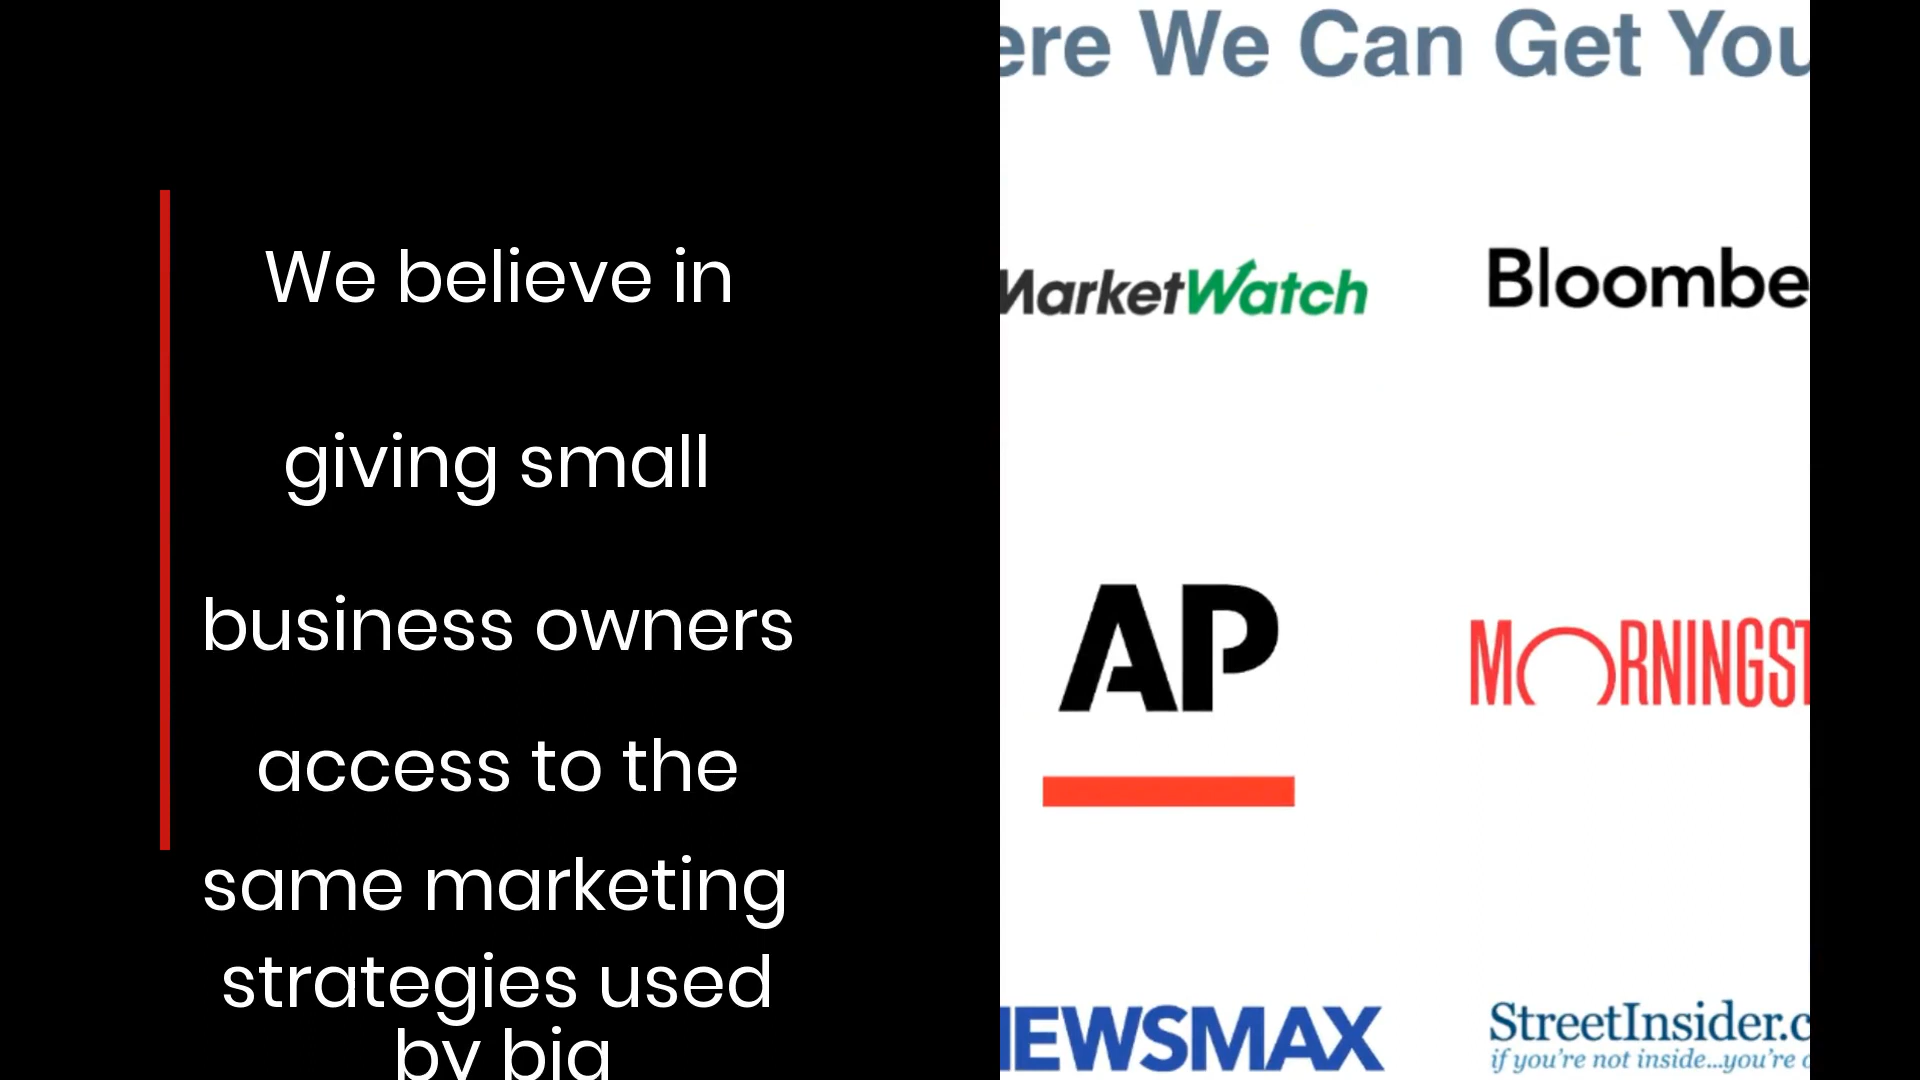 We believe in
giving small
business owners
access to the
same marketing
strategies used
by big
ere We Can Get You
MarketWatch
Bloombe
AP
MORNINGST
NEWSMAX
StreetInsider.c
if you're not inside...you're o